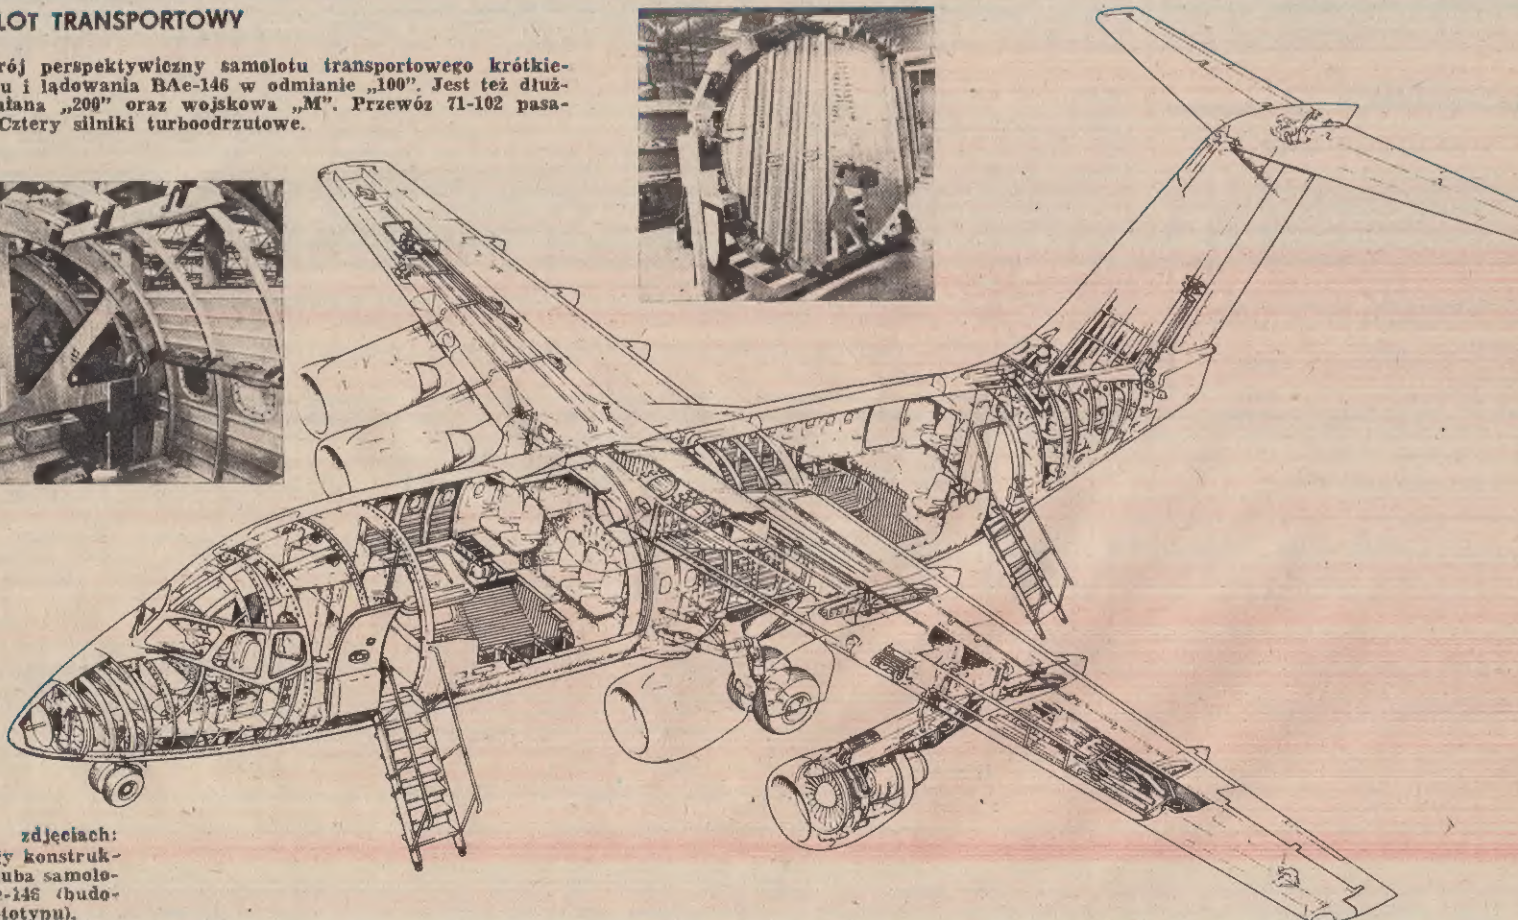 LOT TRANSPORTOWY
rój perspektywiczny samolotu transportowego krótkie-
u i lądowania BAe-146 w odmianie „100”. Jest też dłuż-
iana „200” oraz wojskowa „M”. Przewóz 71-102 pasa-
Cztery silniki turboodrzutowe.
zdjęciach:
y konstruk-
uba samolo-
e-146 (budo-
totypu).